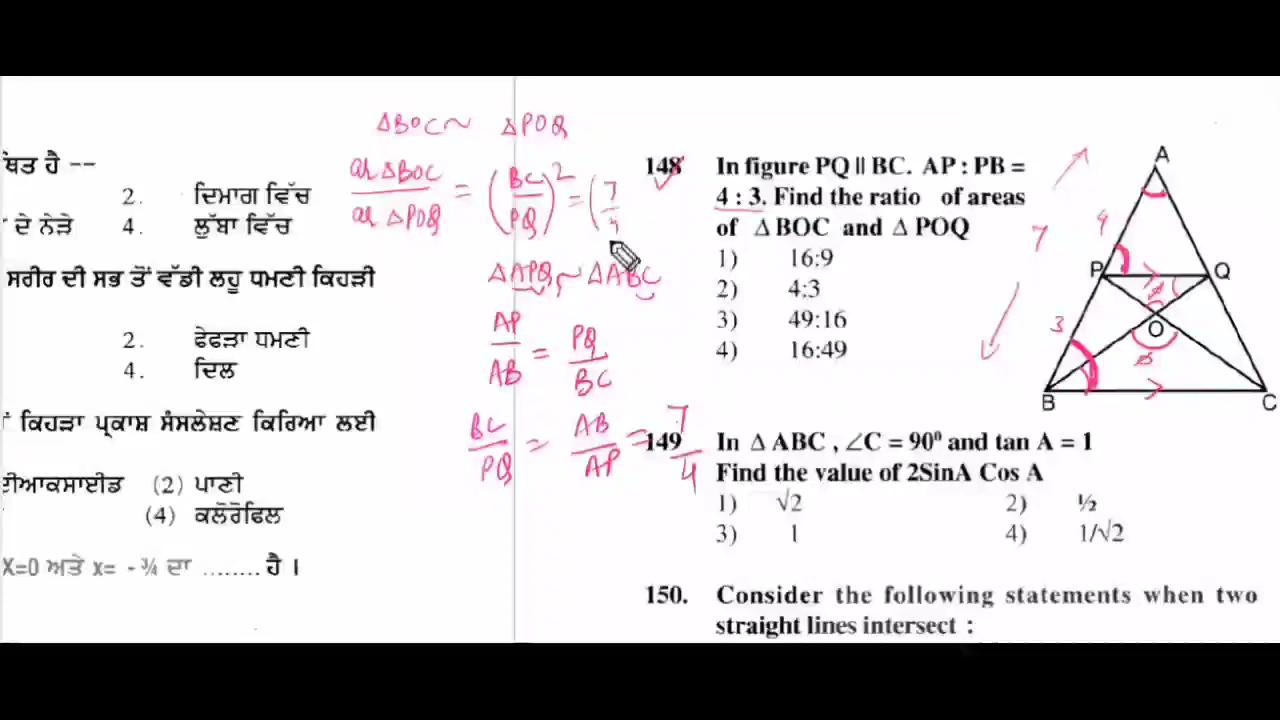 ΔBOC ~ ΔPOQ
ar ΔBOC / ar ΔPOQ = (BC/PQ)² = (7/4
ΔAPQ ~ ΔABC
AP/AB = PQ/BC
BC/PQ = AB/AP = 7/4
ਥਿਤ ਹੈ --
2. ਦਿਮਾਗ ਵਿੱਚ
ਦੇ ਨੇੜੇ 4. ਲੁੱਬਾ ਵਿੱਚ
ਸਰੀਰ ਦੀ ਸਭ ਤੋਂ ਵੱਡੀ ਲਹੂ ਧਮਣੀ ਕਿਹੜੀ
2. ਫੇਫੜਾ ਧਮਣੀ
4. ਦਿਲ
ਕਿਹੜਾ ਪ੍ਰਕਾਸ਼ ਸੰਸਲੇਸ਼ਣ ਕਿਰਿਆ ਲਈ
ਈਆਕਸਾਈਡ (2) ਪਾਣੀ
(4) ਕਲੋਰੋਫਿਲ
X=0 ਅਤੇ x= - ¾ ਦਾ ........ ਹੈ ।
148 In figure PQ || BC. AP : PB =
4 : 3. Find the ratio of areas
of Δ BOC and Δ POQ
1) 16:9
2) 4:3
3) 49:16
4) 16:49
A
4
7
P Q
3
O
B C
149 In Δ ABC , ∠C = 90⁰ and tan A = 1
Find the value of 2SinA Cos A
1) √2 2) ½
3) 1 4) 1/√2
150. Consider the following statements when two
straight lines intersect :